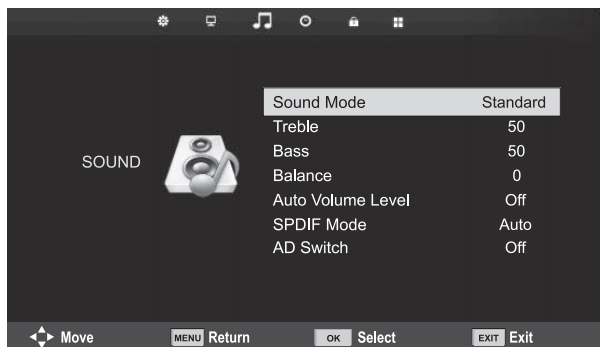 SOUND
Sound Mode Standard
Treble 50
Bass 50
Balance 0
Auto Volume Level Off
SPDIF Mode Auto
AD Switch Off
Move MENU Return OK Select EXIT Exit